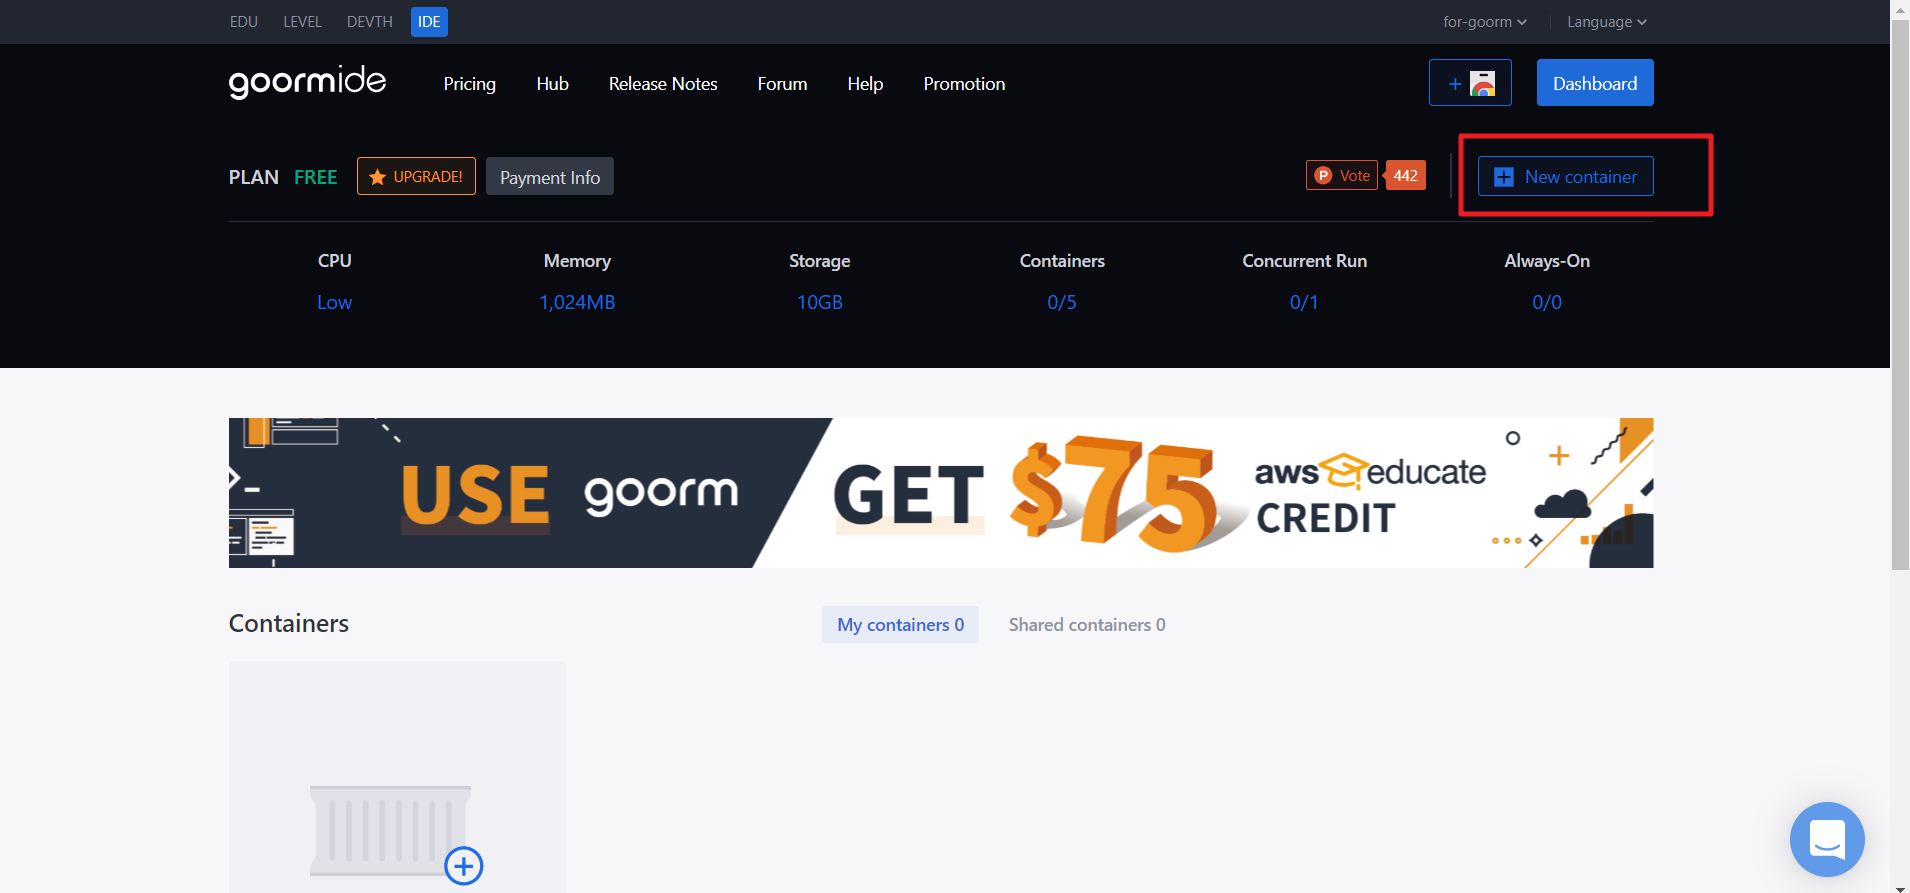 EDU LEVEL DEVTH IDE for-goorm Language
goormide Pricing Hub Release Notes Forum Help Promotion + Dashboard
PLAN FREE UPGRADE! Payment Info P Vote 442 New container
CPU Memory Storage Containers Concurrent Run Always-On
Low 1,024MB 10GB 0/5 0/1 0/0
USE goorm GET $75 aws educate
CREDIT
Containers My containers 0 Shared containers 0